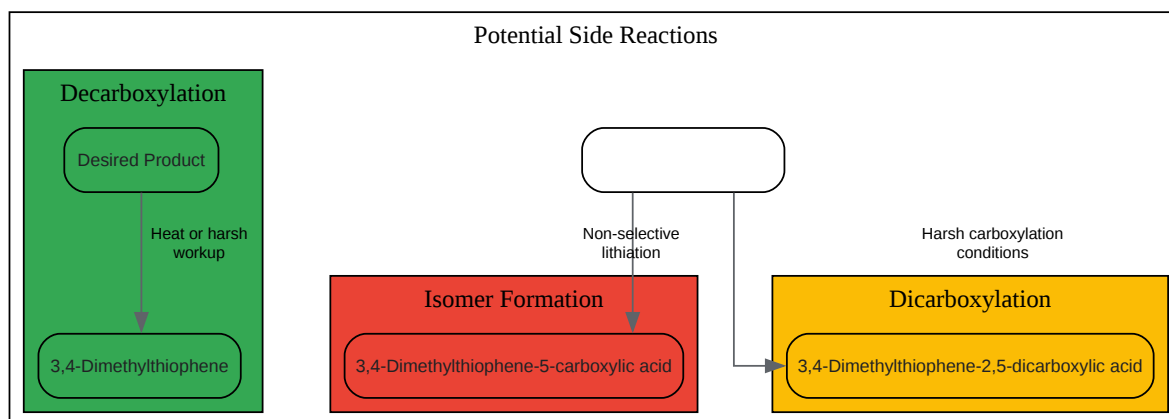 Potential Side Reactions
Decarboxylation
Desired Product
Heat or harsh
workup
3,4-Dimethylthiophene
Non-selective
lithiation
Isomer Formation
3,4-Dimethylthiophene-5-carboxylic acid
Harsh carboxylation
conditions
Dicarboxylation
3,4-Dimethylthiophene-2,5-dicarboxylic acid